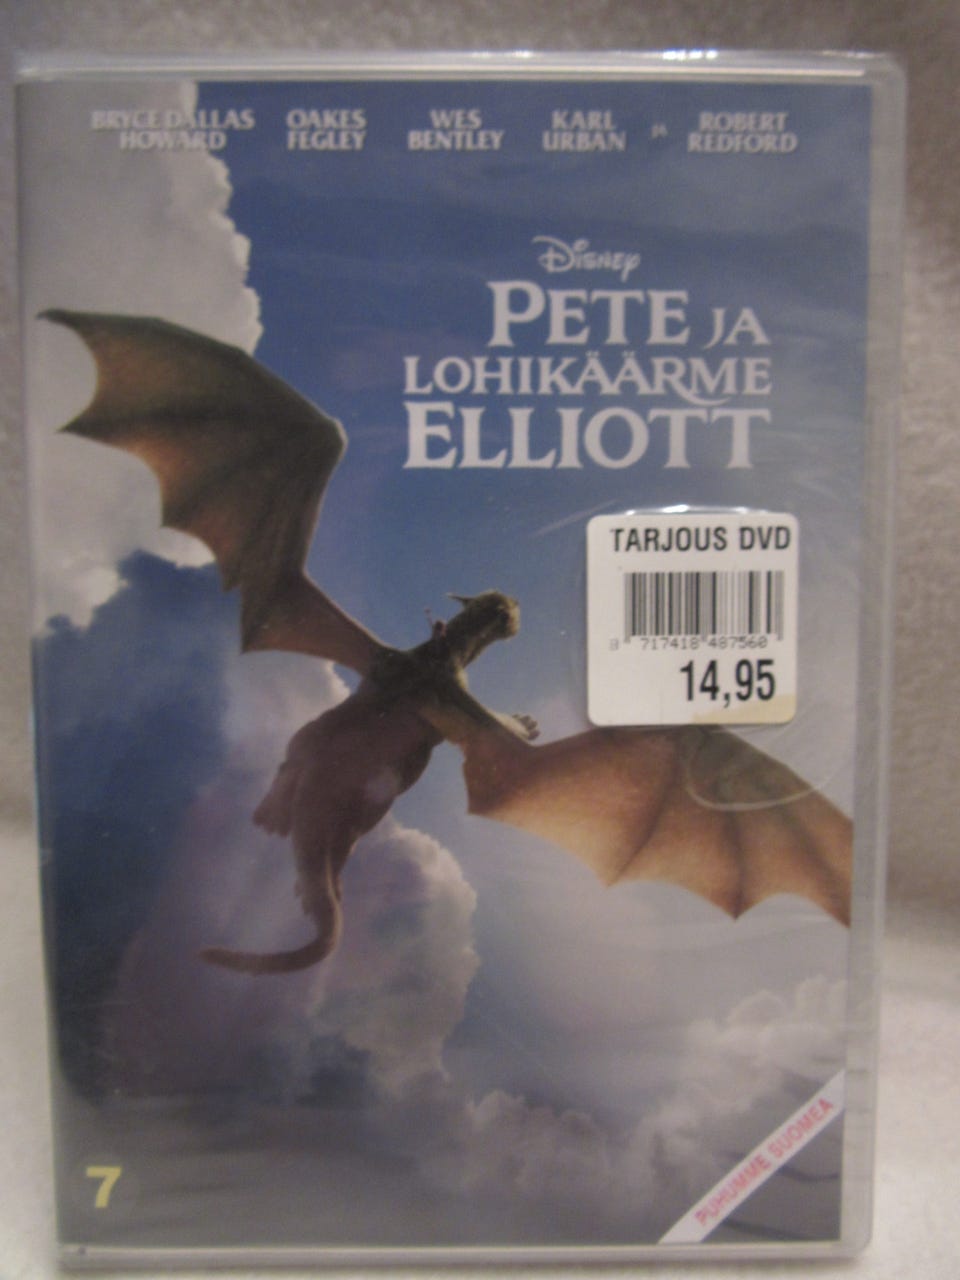 BRYCE DALLAS HOWARD
OAKES FEGLEY
WES BENTLEY
KARL URBAN
JA
ROBERT REDFORD
Disney
PETE JA
LOHIKÄÄRME
ELLIOTT
TARJOUS DVD
8 717418 487560
14,95
7
PUHUMME SUOMEA